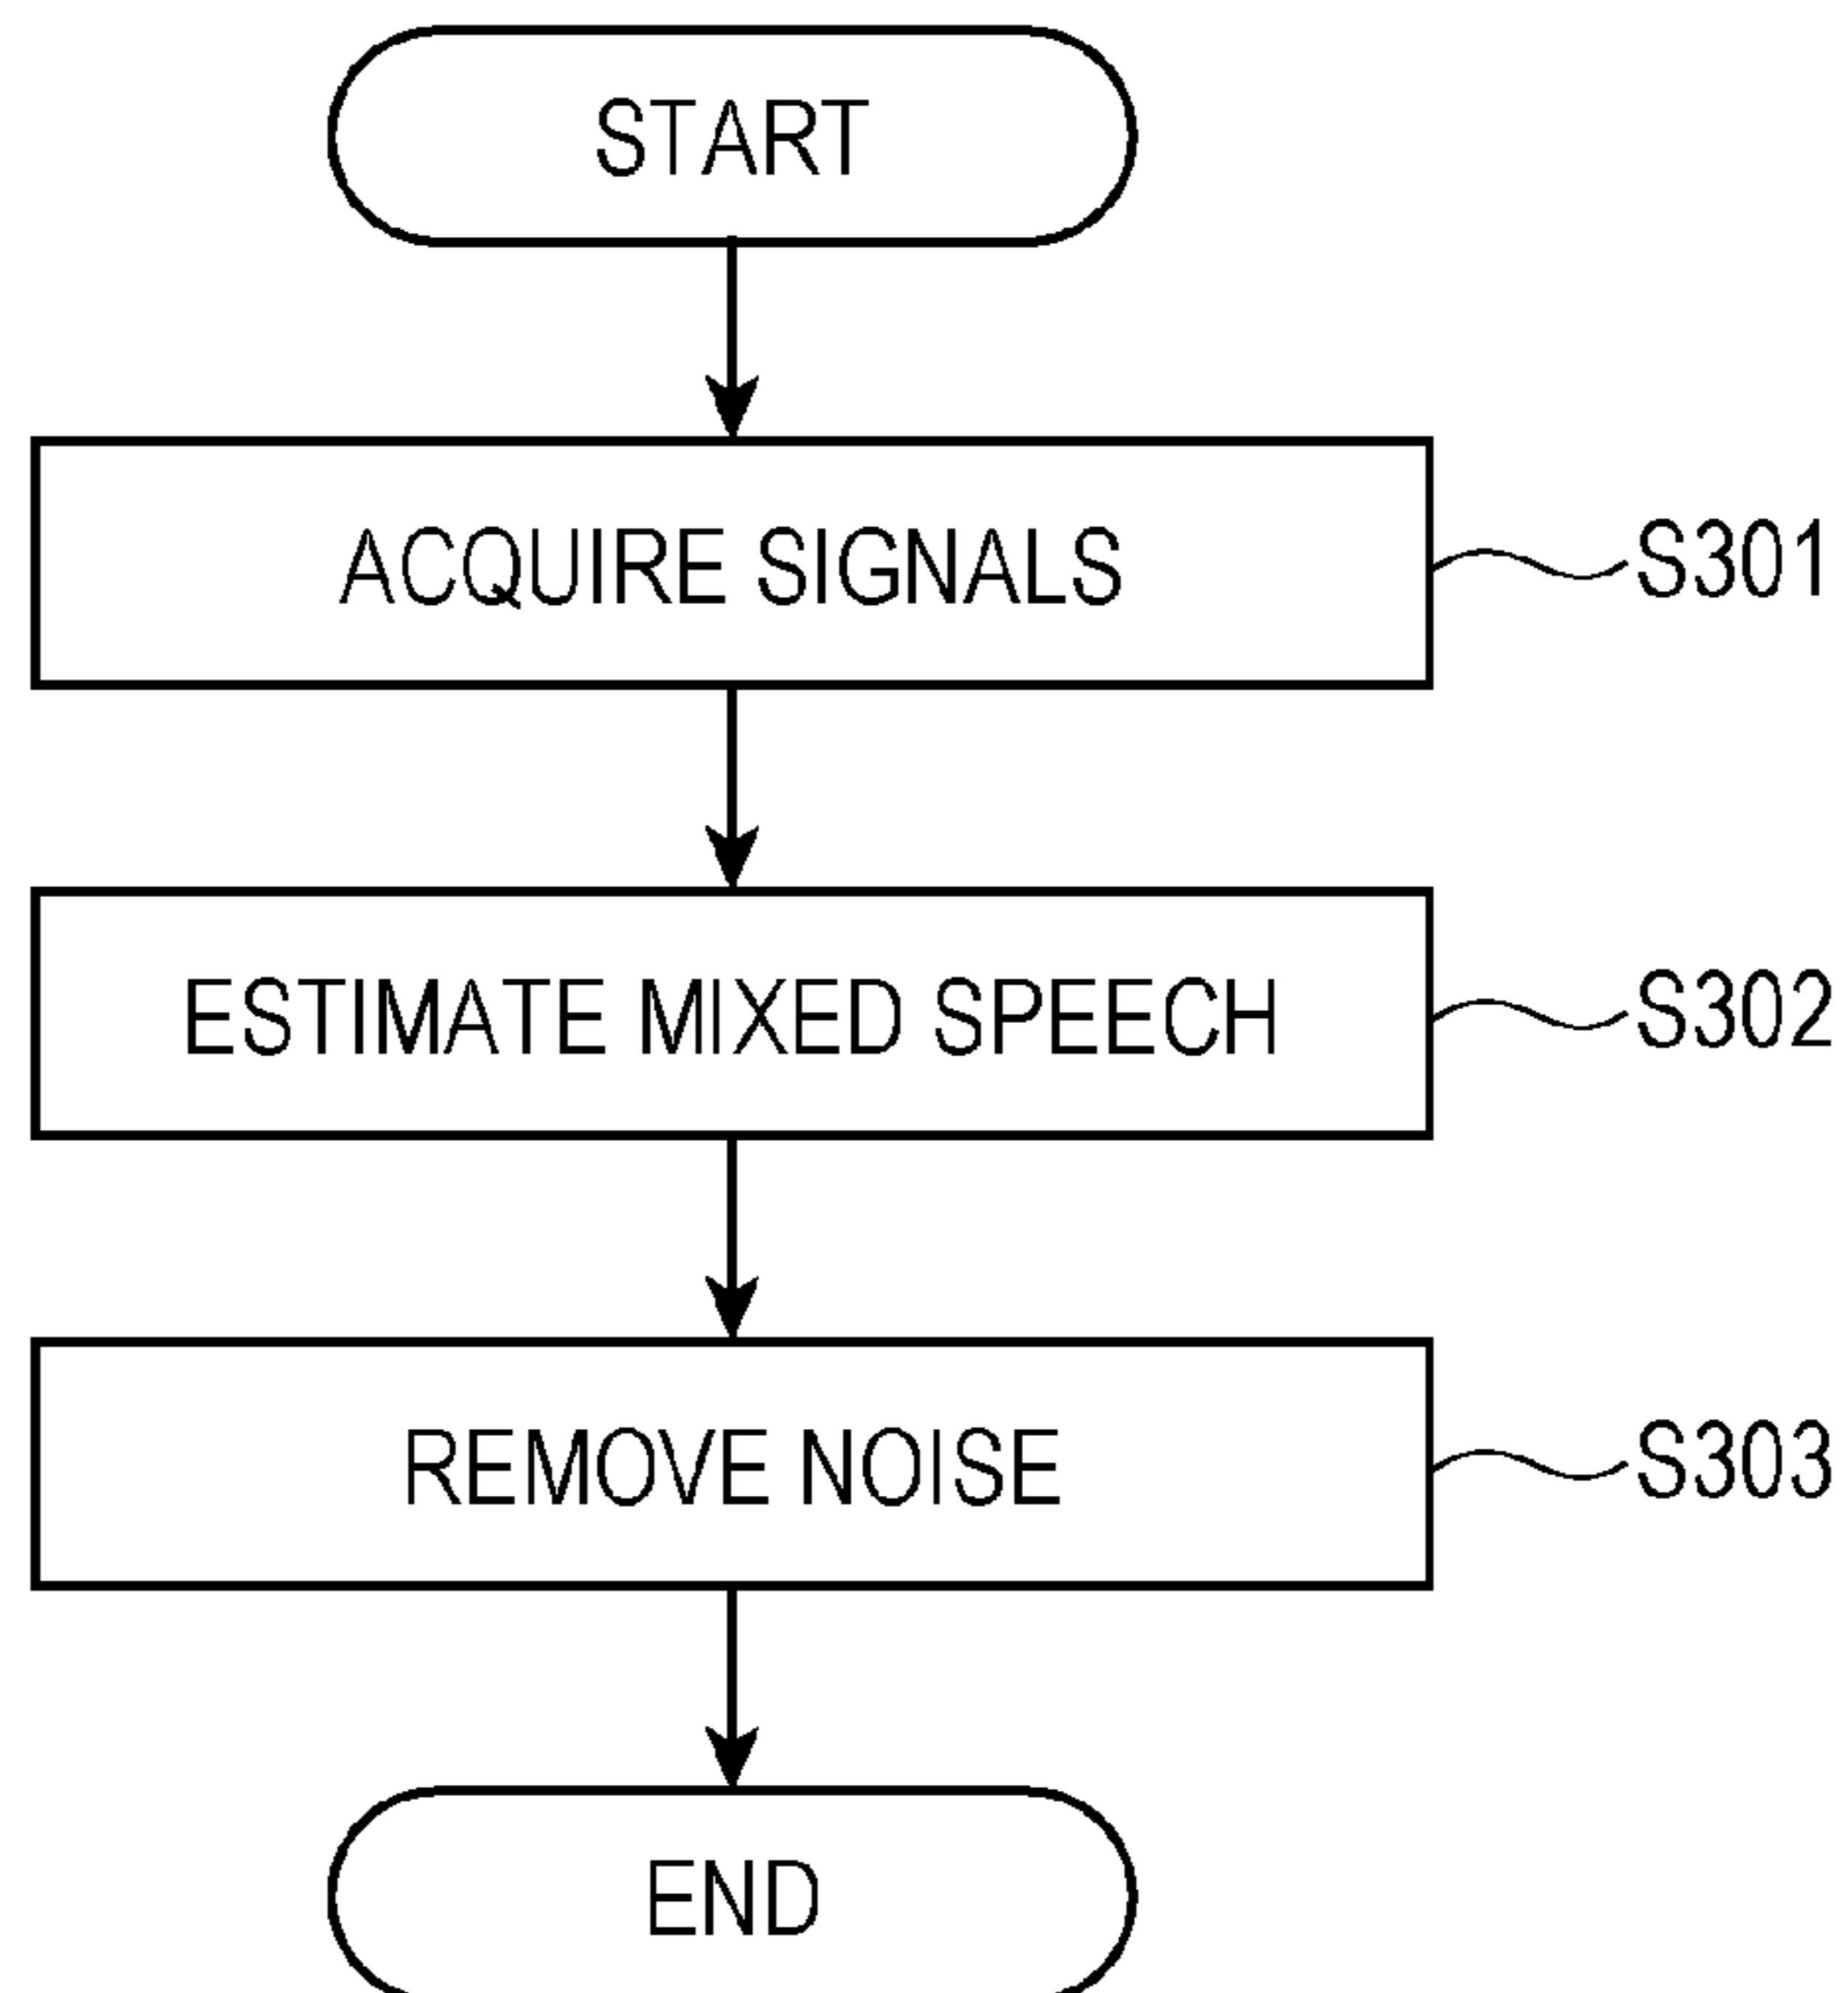 START
ACQUIRE SIGNALS
S301
ESTIMATE MIXED SPEECH
S302
REMOVE NOISE
S303
END